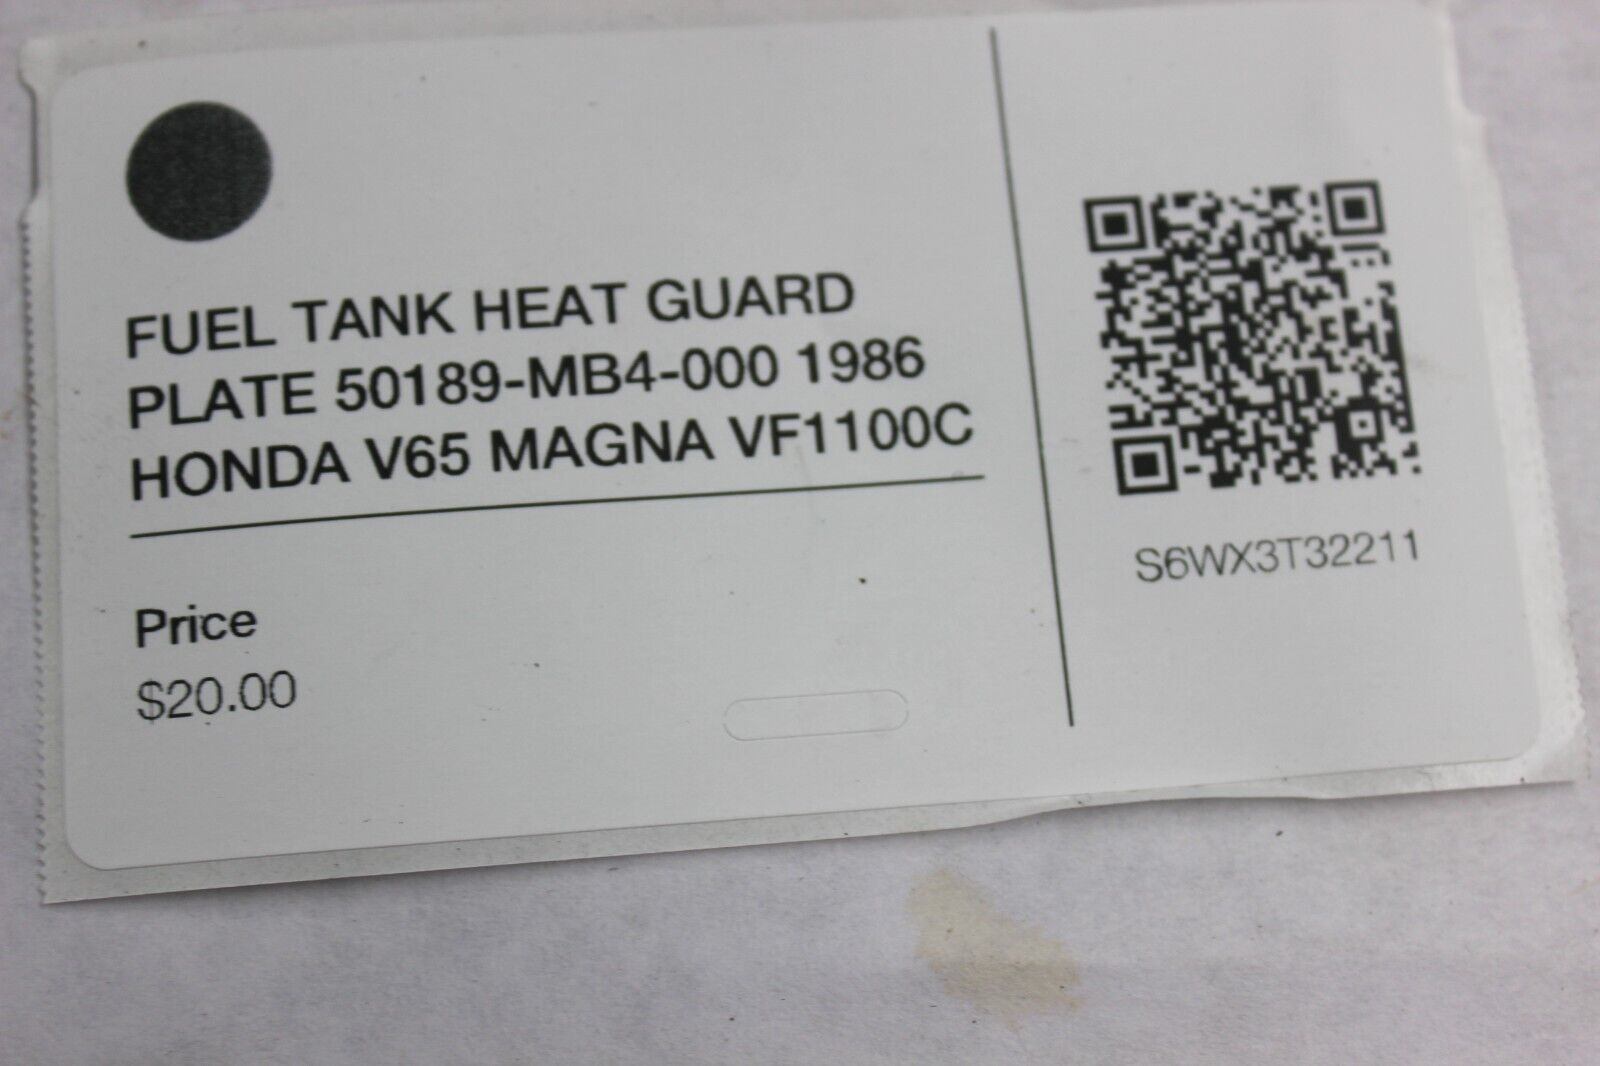 FUEL TANK HEAT GUARD
PLATE 50189-MB4-000 1986
HONDA V65 MAGNA VF1100C
Price
$20.00
S6WX3T32211